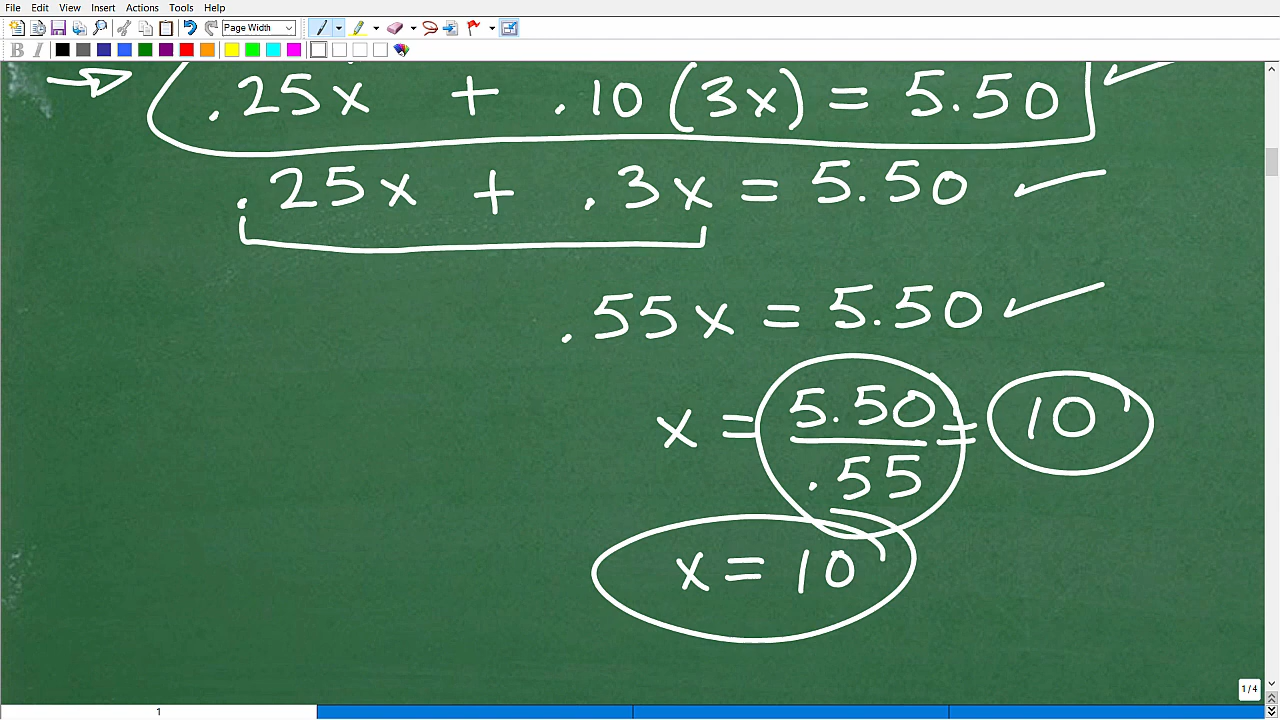 File Edit View Insert Actions Tools Help
Page Width
B I
.25x + .10 (3x) = 5.50
.25x + .3x = 5.50
.55x = 5.50
x = 5.50 / .55 = 10
x = 10
1/4
1